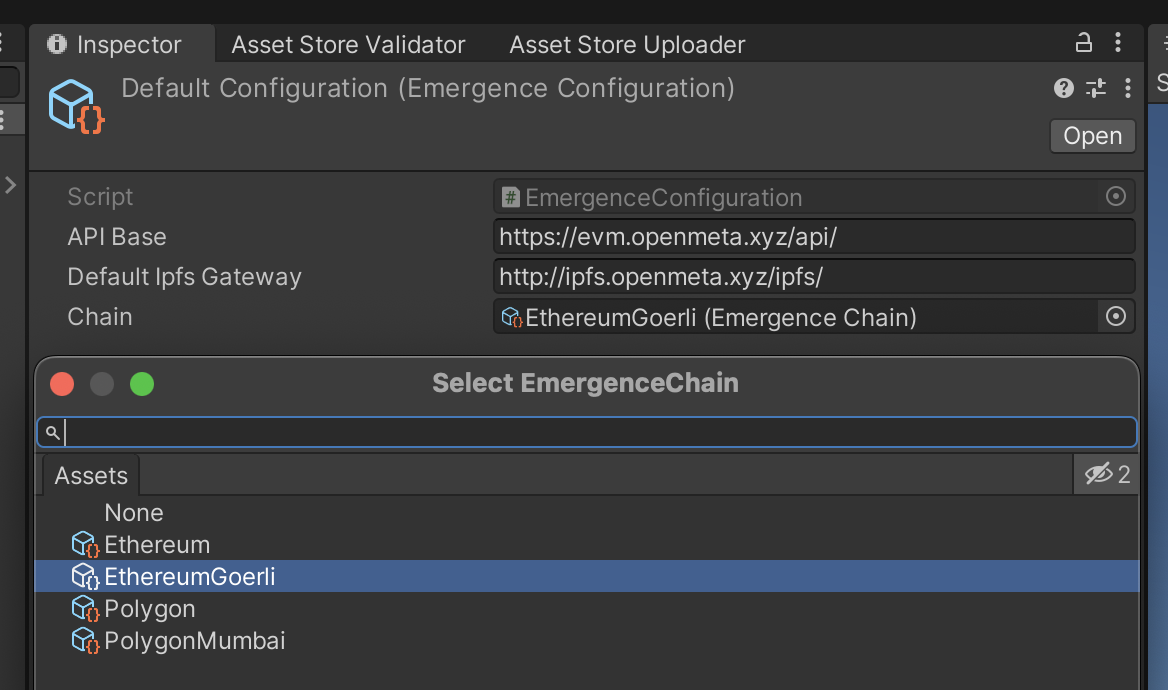 Inspector Asset Store Validator Asset Store Uploader
Default Configuration (Emergence Configuration)
Open
Script EmergenceConfiguration
API Base https://evm.openmeta.xyz/api/
Default Ipfs Gateway http://ipfs.openmeta.xyz/ipfs/
Chain EthereumGoerli (Emergence Chain)
Select EmergenceChain
Assets 2
None
Ethereum
EthereumGoerli
Polygon
PolygonMumbai